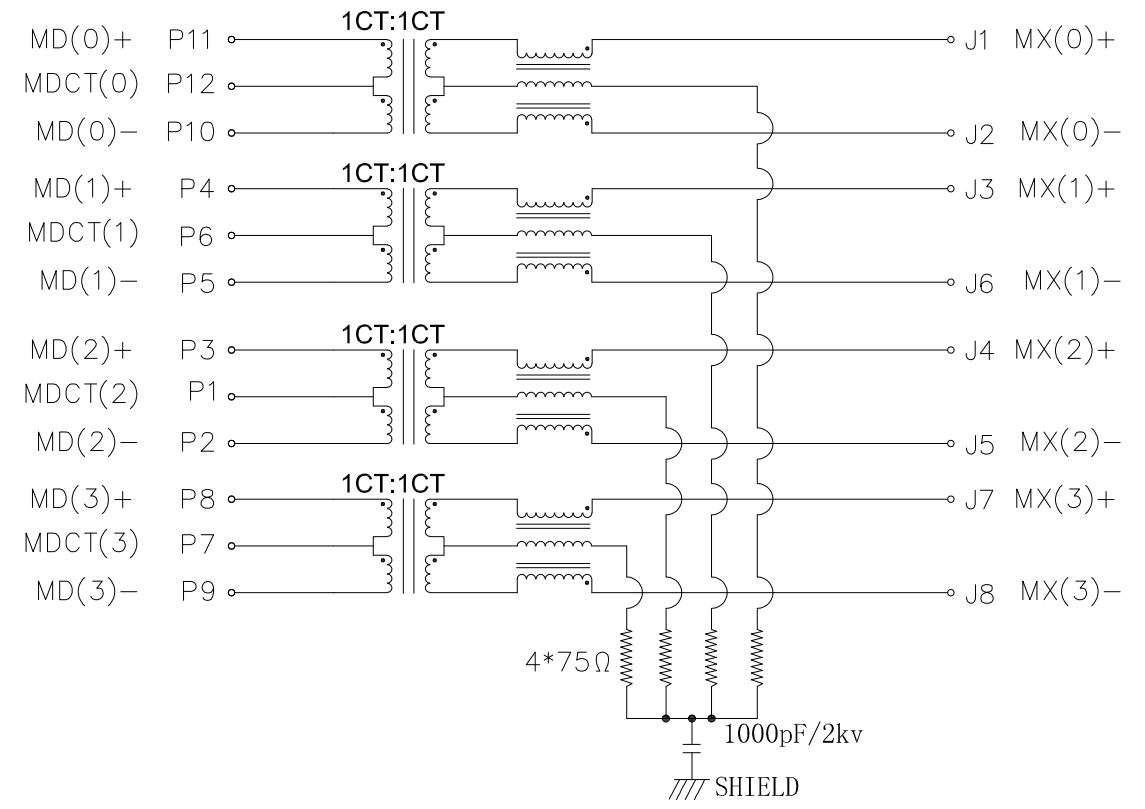 1CT:1CT
MD(0)+ P11 J1 MX(0)+
MDCT(0) P12
MD(0)− P10 J2 MX(0)−
1CT:1CT
MD(1)+ P4 J3 MX(1)+
MDCT(1) P6
MD(1)− P5 J6 MX(1)−
1CT:1CT
MD(2)+ P3 J4 MX(2)+
MDCT(2) P1
MD(2)− P2 J5 MX(2)−
1CT:1CT
MD(3)+ P8 J7 MX(3)+
MDCT(3) P7
MD(3)− P9 J8 MX(3)−
4*75Ω
1000pF/2kv
SHIELD